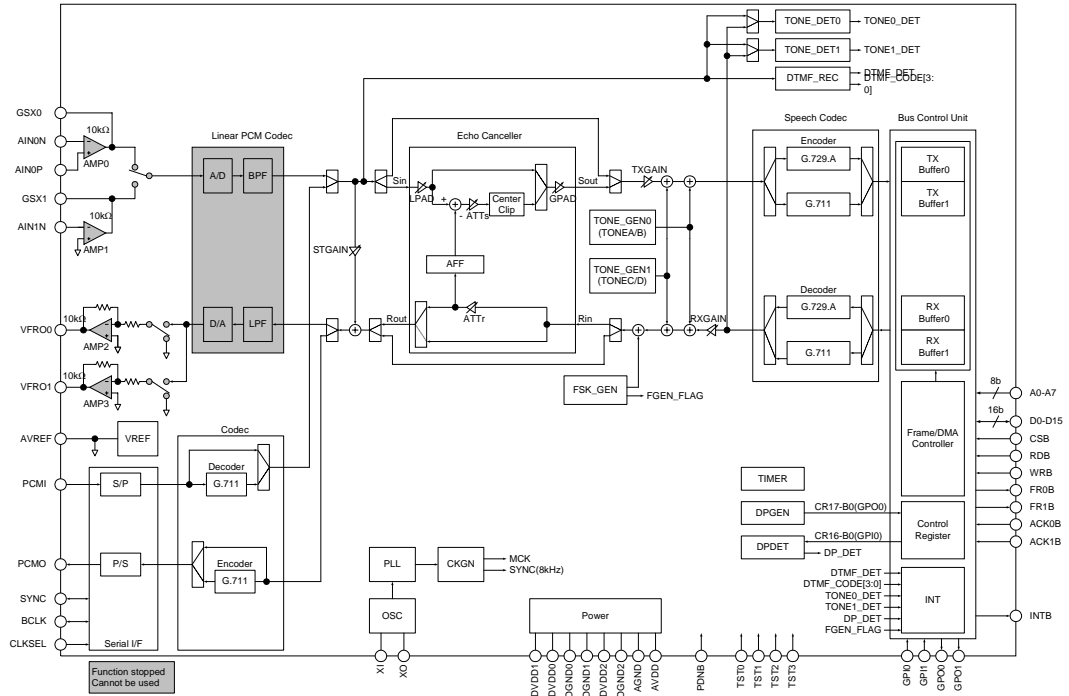 TONE_DET0
TONE0_DET
TONE_DET1
TONE1_DET
DTMF_REC
DTMF_DET
DTMF_CODE[3:
0]
GSX0
10kΩ
AIN0N
AMP0
AIN0P
GSX1
10kΩ
AIN1N
AMP1
Linear PCM Codec
A/D
BPF
D/A
LPF
VFRO0
10kΩ
AMP2
VFRO1
10kΩ
AMP3
AVREF
VREF
STGAIN
Echo Canceller
Sin
LPAD
+
+
- ATTs
Center
Clip
GPAD
Sout
AFF
ATTr
Rout
Rin
TXGAIN
TONE_GEN0
(TONEA/B)
TONE_GEN1
(TONEC/D)
RXGAIN
FSK_GEN
FGEN_FLAG
Speech Codec
Encoder
G.729.A
G.711
Decoder
G.729.A
G.711
Bus Control Unit
TX
Buffer0
TX
Buffer1
RX
Buffer0
RX
Buffer1
Frame/DMA
Controller
Control
Register
INT
8b
A0-A7
16b
D0-D15
CSB
RDB
WRB
FR0B
FR1B
ACK0B
ACK1B
INTB
TIMER
DPGEN
CR17-B0(GPO0)
DPDET
CR16-B0(GPI0)
DP_DET
DTMF_DET
DTMF_CODE[3:0]
TONE0_DET
TONE1_DET
DP_DET
FGEN_FLAG
Codec
Decoder
G.711
Encoder
G.711
PCMI
S/P
PCMO
P/S
SYNC
BCLK
CLKSEL
Serial I/F
PLL
OSC
CKGN
MCK
SYNC(8kHz)
Power
XI
XO
DVDD1
DVDD0
DGND0
DGND1
DVDD2
DGND2
AGND
AVDD
PDNB
TST0
TST1
TST2
TST3
GPI0
GPI1
GPO0
GPO1
Function stopped
Cannot be used